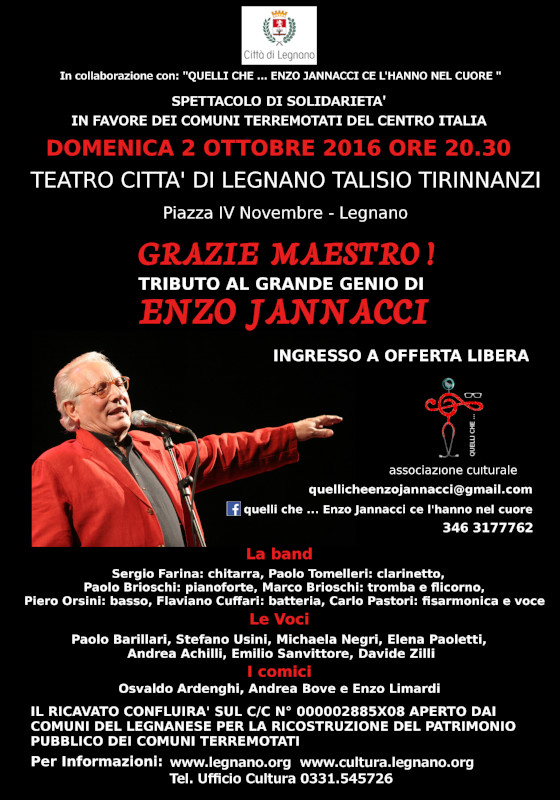 Città di Legnano
In collaborazione con: "QUELLI CHE ... ENZO JANNACCI CE L'HANNO NEL CUORE "
SPETTACOLO DI SOLIDARIETA'
IN FAVORE DEI COMUNI TERREMOTATI DEL CENTRO ITALIA
DOMENICA 2 OTTOBRE 2016 ORE 20.30
TEATRO CITTA' DI LEGNANO TALISIO TIRINNANZI
Piazza IV Novembre - Legnano
GRAZIE MAESTRO!
TRIBUTO AL GRANDE GENIO DI
ENZO JANNACCI
INGRESSO A OFFERTA LIBERA
QUELLI CHE ...
associazione culturale
quellicheenzojannacci@gmail.com
f quelli che ... Enzo Jannacci ce l'hanno nel cuore
346 3177762
La band
Sergio Farina: chitarra, Paolo Tomelleri: clarinetto,
Paolo Brioschi: pianoforte, Marco Brioschi: tromba e flicorno,
Piero Orsini: basso, Flaviano Cuffari: batteria, Carlo Pastori: fisarmonica e voce
Le Voci
Paolo Barillari, Stefano Usini, Michaela Negri, Elena Paoletti,
Andrea Achilli, Emilio Sanvittore, Davide Zilli
I comici
Osvaldo Ardenghi, Andrea Bove e Enzo Limardi
IL RICAVATO CONFLUIRA' SUL C/C N° 000002885X08 APERTO DAI
COMUNI DEL LEGNANESE PER LA RICOSTRUZIONE DEL PATRIMONIO
PUBBLICO DEI COMUNI TERREMOTATI
Per Informazioni: www.legnano.org www.cultura.legnano.org
Tel. Ufficio Cultura 0331.545726